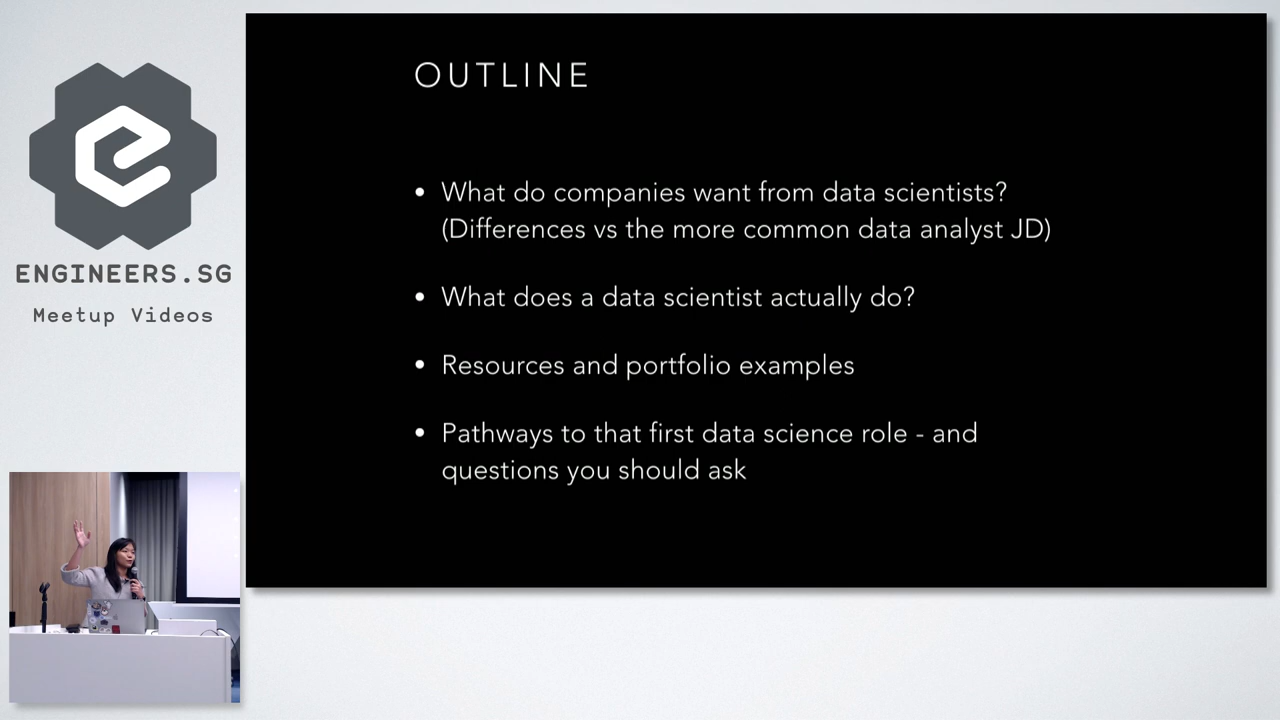 ENGINEERS.SG
Meetup Videos
OUTLINE
• What do companies want from data scientists?
(Differences vs the more common data analyst JD)
• What does a data scientist actually do?
• Resources and portfolio examples
• Pathways to that first data science role - and
questions you should ask